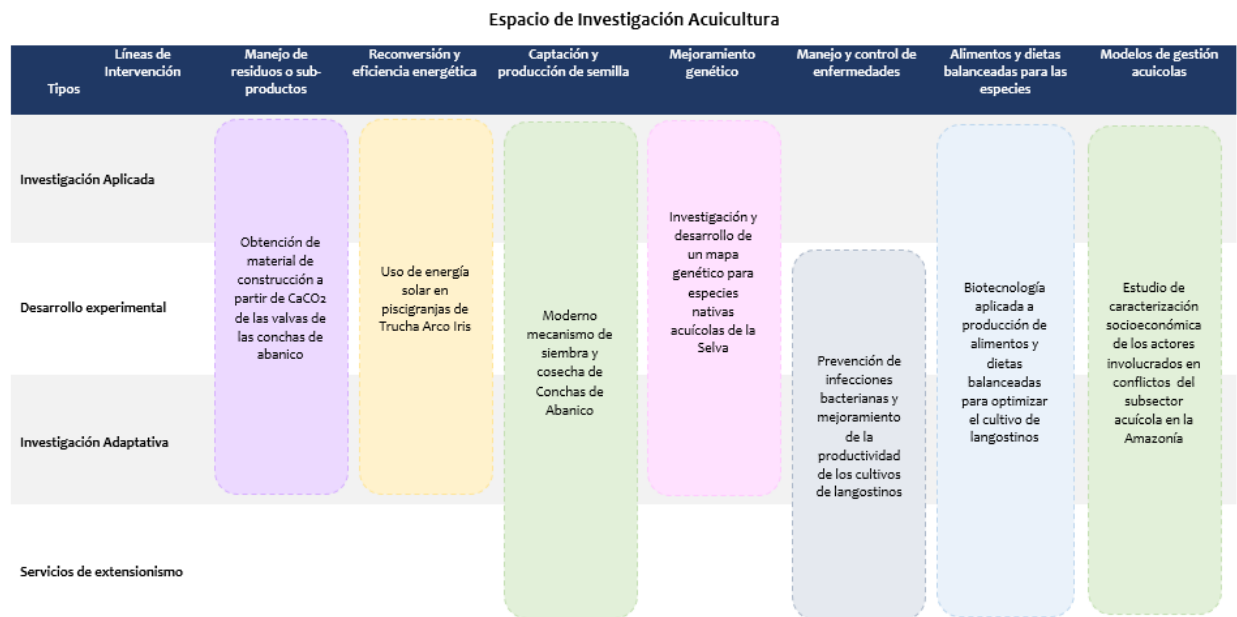 Espacio de Investigación Acuicultura
Líneas de
Intervención
Tipos
Manejo de
residuos o sub-
productos
Reconversión y
eficiencia energética
Captación y
producción de semilla
Mejoramiento
genético
Manejo y control de
enfermedades
Alimentos y dietas
balanceadas para las
especies
Modelos de gestión
acuicolas
Investigación Aplicada
Desarrollo experimental
Investigación Adaptativa
Servicios de extensionismo
Obtención de
material de
construcción a
partir de CaCO2
de las valvas de
las conchas de
abanico
Uso de energía
solar en
piscigranjas de
Trucha Arco Iris
Moderno
mecanismo de
siembra y
cosecha de
Conchas de
Abanico
Investigación y
desarrollo de
un mapa
genético para
especies
nativas
acuícolas de la
Selva
Prevención de
infecciones
bacterianas y
mejoramiento
de la
productividad
de los cultivos
de langostinos
Biotecnología
aplicada a
producción de
alimentos y
dietas
balanceadas
para optimizar
el cultivo de
langostinos
Estudio de
caracterización
socioeconómica
de los actores
involucrados en
conflictos del
subsector
acuícola en la
Amazonía